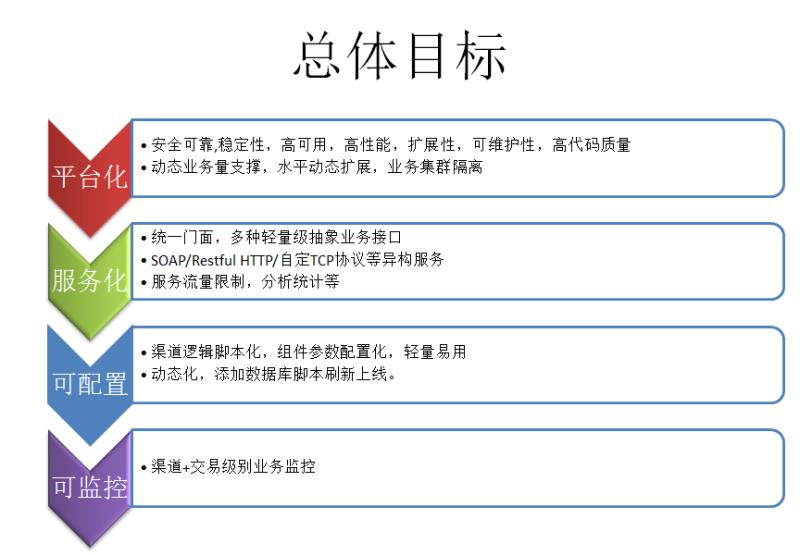 总体目标
平台化
• 安全可靠,稳定性，高可用，高性能，扩展性，可维护性，高代码质量
• 动态业务量支撑，水平动态扩展，业务集群隔离
服务化
• 统一门面，多种轻量级抽象业务接口
• SOAP/Restful HTTP/自定TCP协议等异构服务
• 服务流量限制，分析统计等
可配置
• 渠道逻辑脚本化，组件参数配置化，轻量易用
• 动态化，添加数据库脚本刷新上线。
可监控
• 渠道+交易级别业务监控